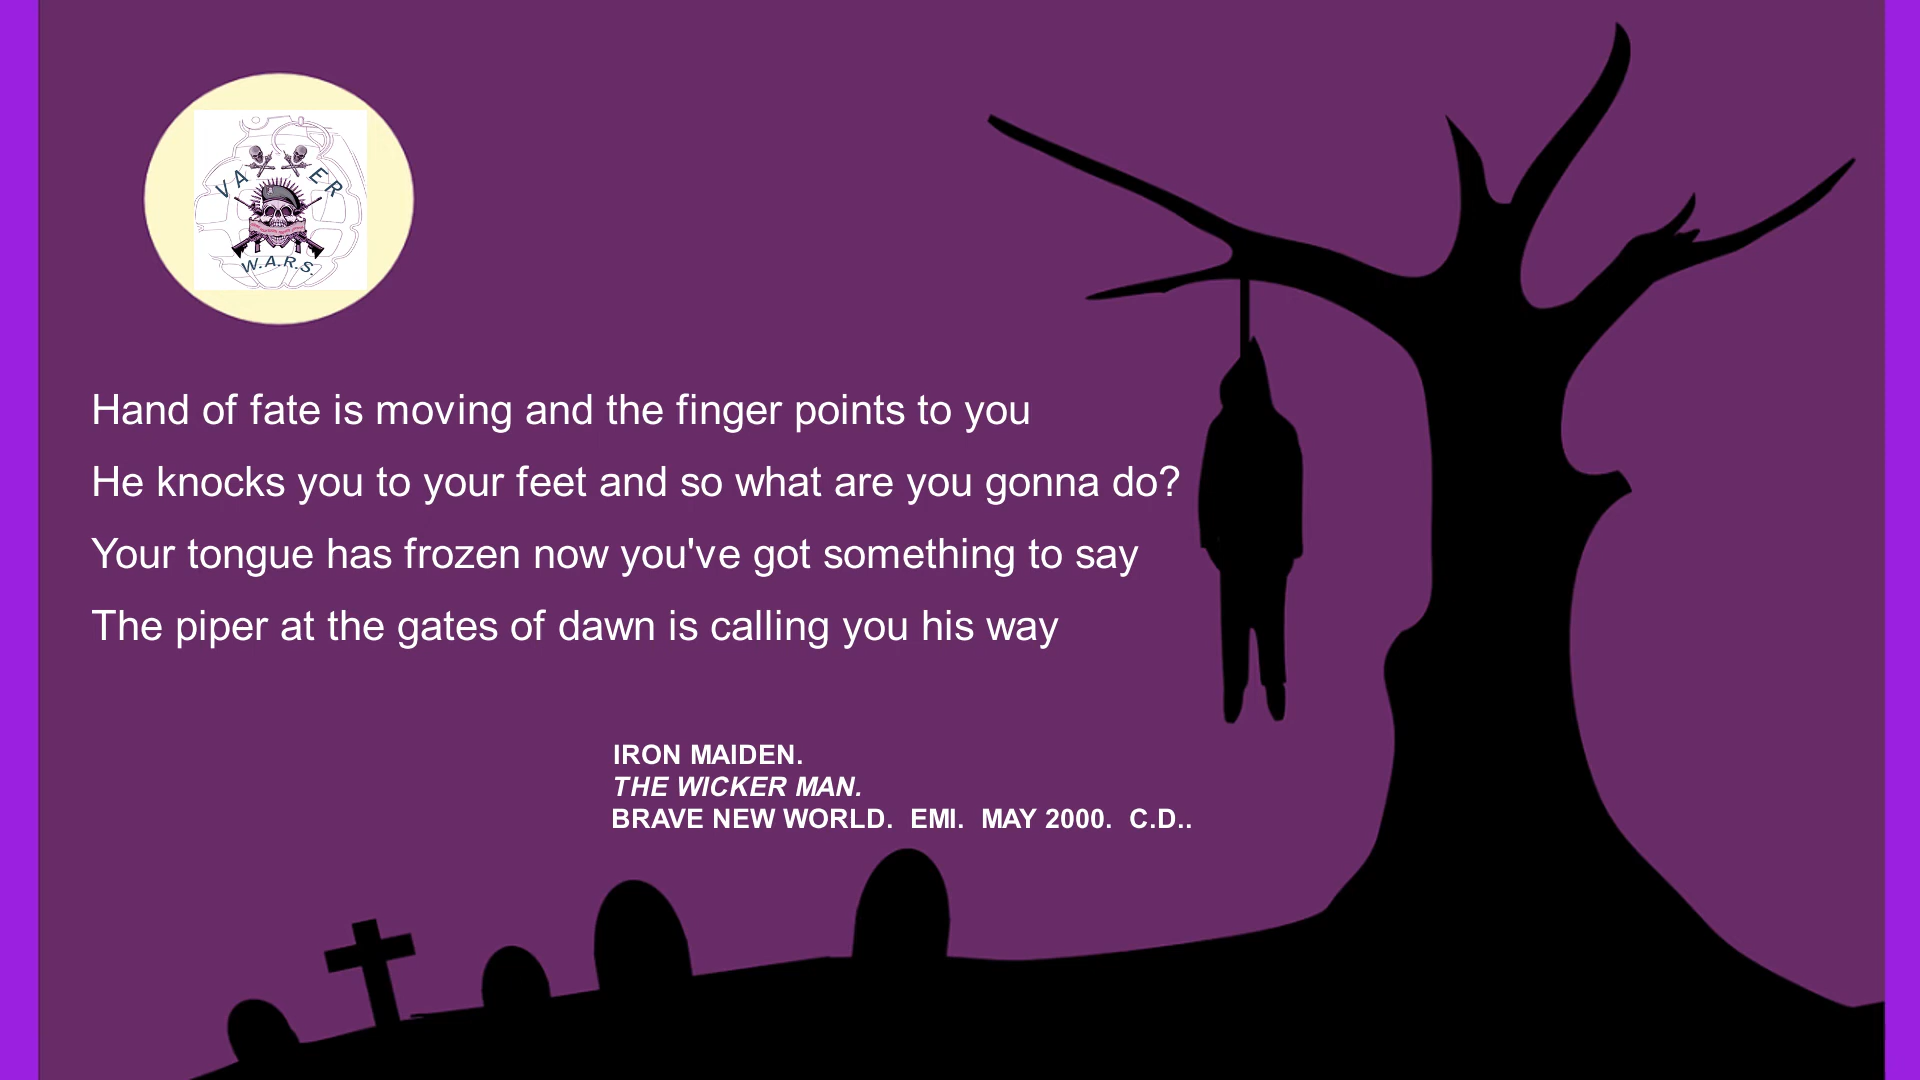 VA ER
W.A.R.S.
Hand of fate is moving and the finger points to you
He knocks you to your feet and so what are you gonna do?
Your tongue has frozen now you've got something to say
The piper at the gates of dawn is calling you his way
IRON MAIDEN.
THE WICKER MAN.
BRAVE NEW WORLD. EMI. MAY 2000. C.D..